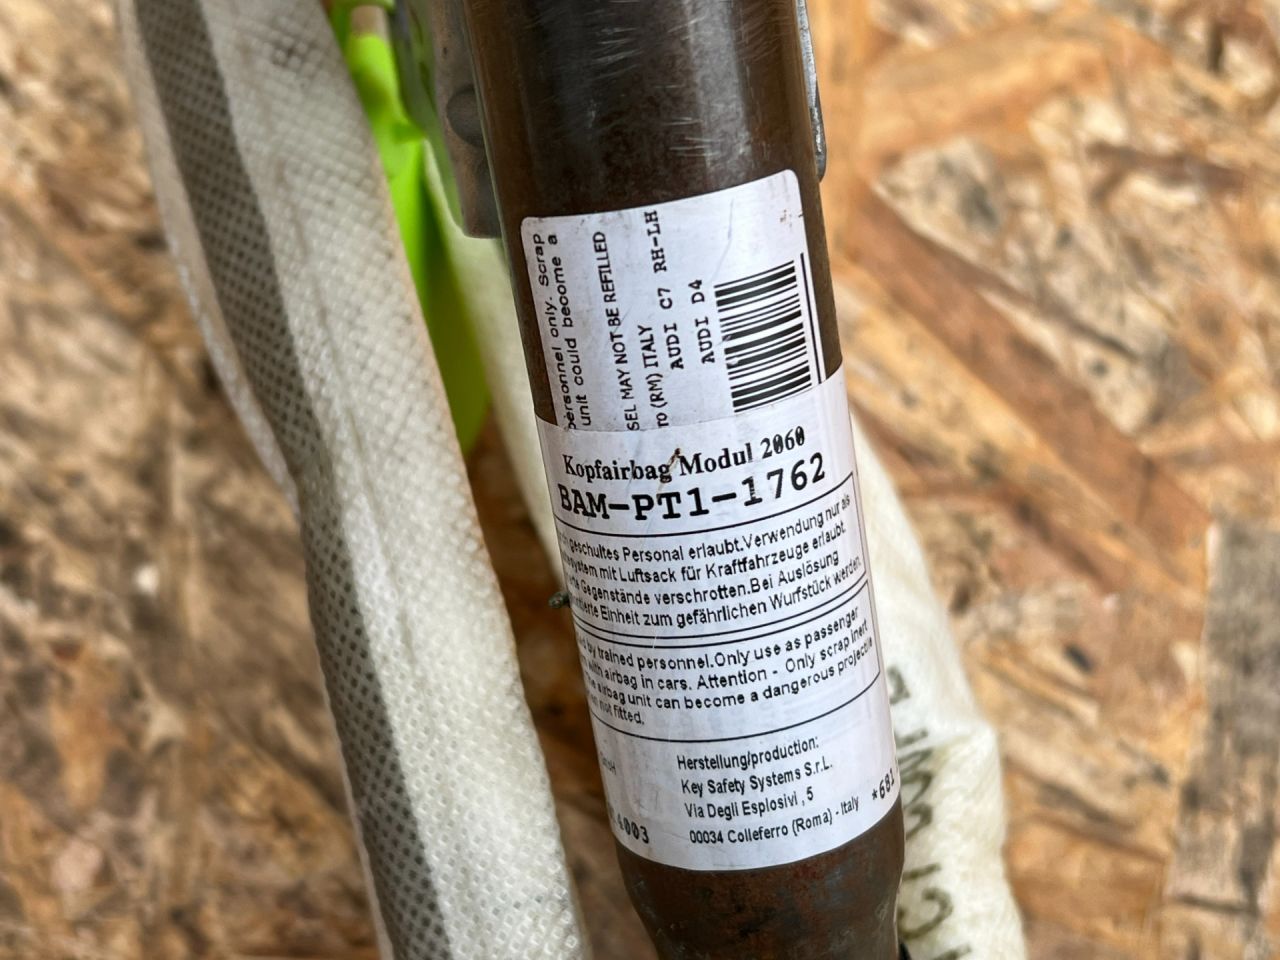 personnel only. Scrap
unit could become a
SEL MAY NOT BE REFILLED
ro (RM) ITALY
AUDI C7 RH-LH
AUDI D4
Kopfairbag Modul 2060
BAM-PT1-1762
geschultes Personal erlaubt.Verwendung nur als
system mit Luftsack für Kraftfahrzeuge erlaubt.
Gegenstände verschrotten.Bei Auslösung
Einheit zum gefährlichen Wurfstück werden.
by trained personnel.Only use as passenger
with airbag in cars. Attention - Only scrap inert
airbag unit can become a dangerous projectile
not fitted.
Herstellung/production:
Key Safety Systems S.r.L.
Via Degli Esplosivi ,5
00034 Colleferro (Roma) - Italy
4003
*681